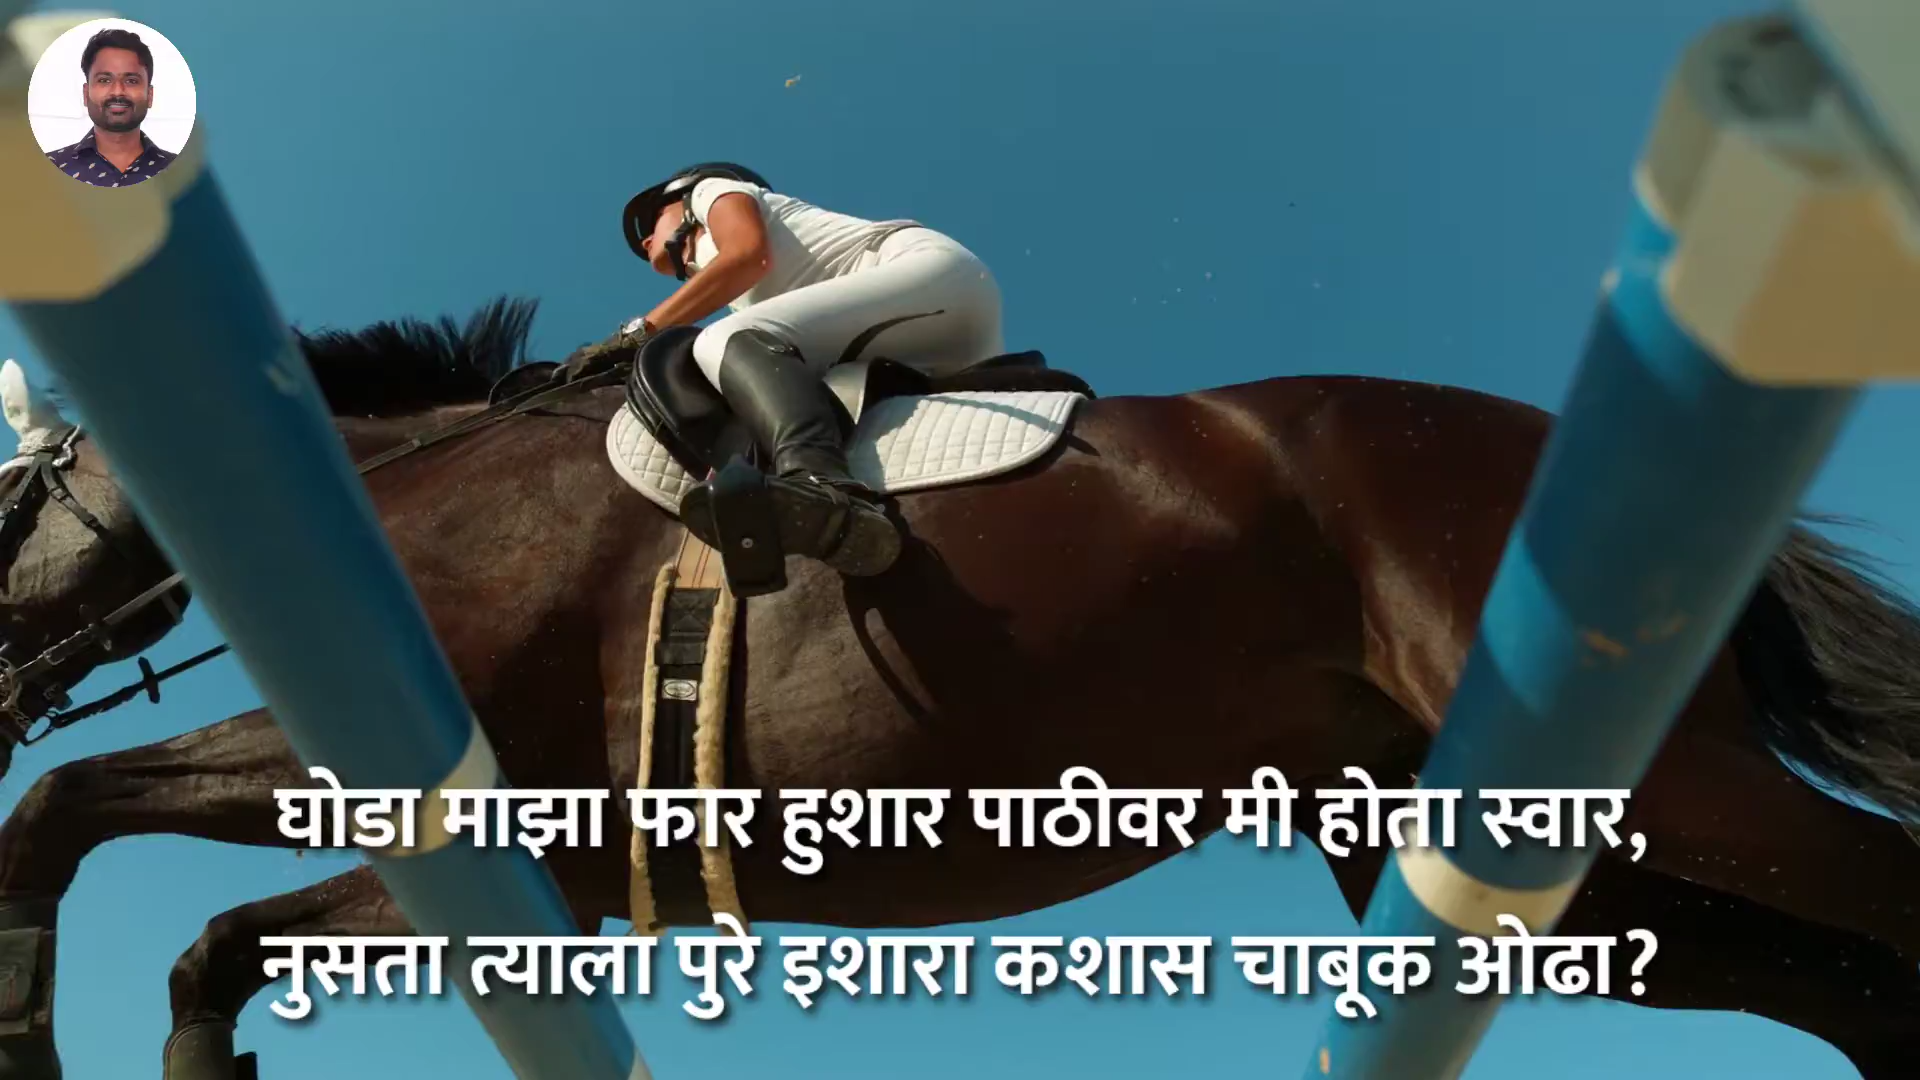 घोडा माझा फार हुशार पाठीवर मी होता स्वार,
नुसता त्याला पुरे इशारा कशास चाबूक ओढा?